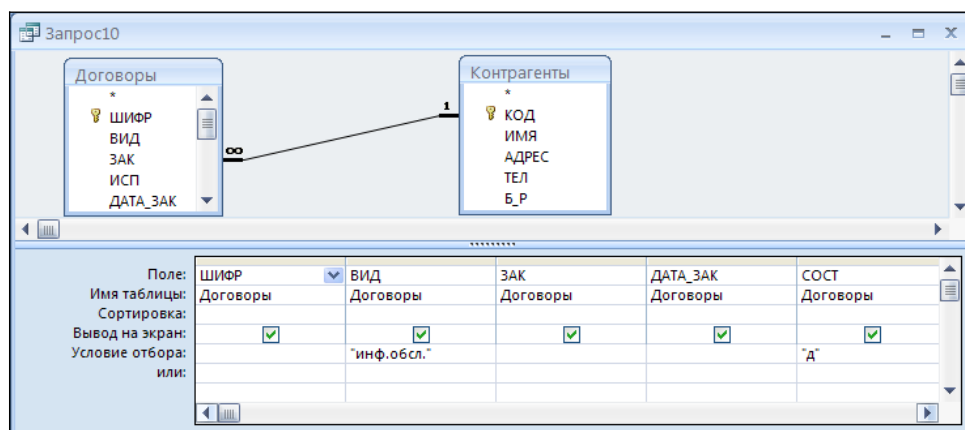 Запрос10
Договоры
*
ШИФР
ВИД
ЗАК
ИСП
ДАТА_ЗАК
∞
1
Контрагенты
*
КОД
ИМЯ
АДРЕС
ТЕЛ
Б_Р
Поле: ШИФР ВИД ЗАК ДАТА_ЗАК СОСТ
Имя таблицы: Договоры Договоры Договоры Договоры Договоры
Сортировка:
Вывод на экран:
Условие отбора: "инф.обсл." "д"
или: